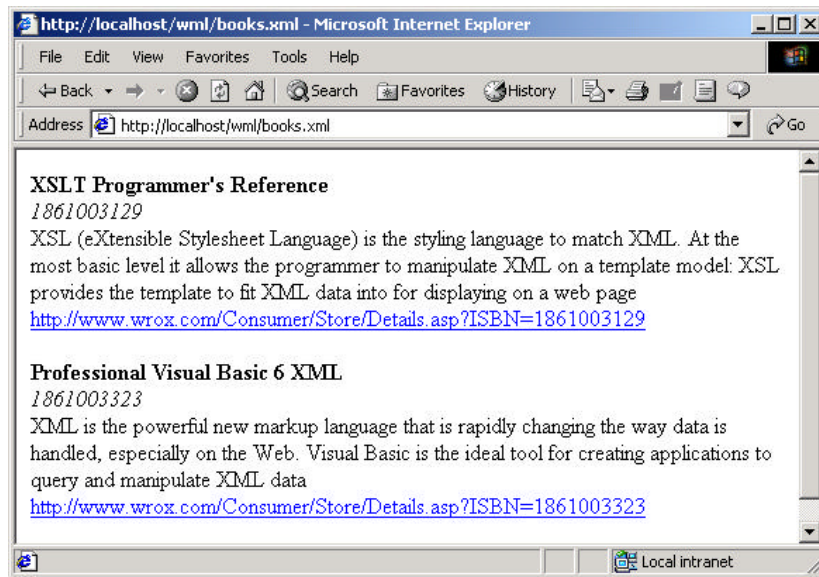 http://localhost/wml/books.xml - Microsoft Internet Explorer
File Edit View Favorites Tools Help
Back Search Favorites History
Address http://localhost/wml/books.xml Go
XSLT Programmer's Reference
1861003129
XSL (eXtensible Stylesheet Language) is the styling language to match XML. At the
most basic level it allows the programmer to manipulate XML on a template model: XSL
provides the template to fit XML data into for displaying on a web page
http://www.wrox.com/Consumer/Store/Details.asp?ISBN=1861003129
Professional Visual Basic 6 XML
1861003323
XML is the powerful new markup language that is rapidly changing the way data is
handled, especially on the Web. Visual Basic is the ideal tool for creating applications to
query and manipulate XML data
http://www.wrox.com/Consumer/Store/Details.asp?ISBN=1861003323
Local intranet